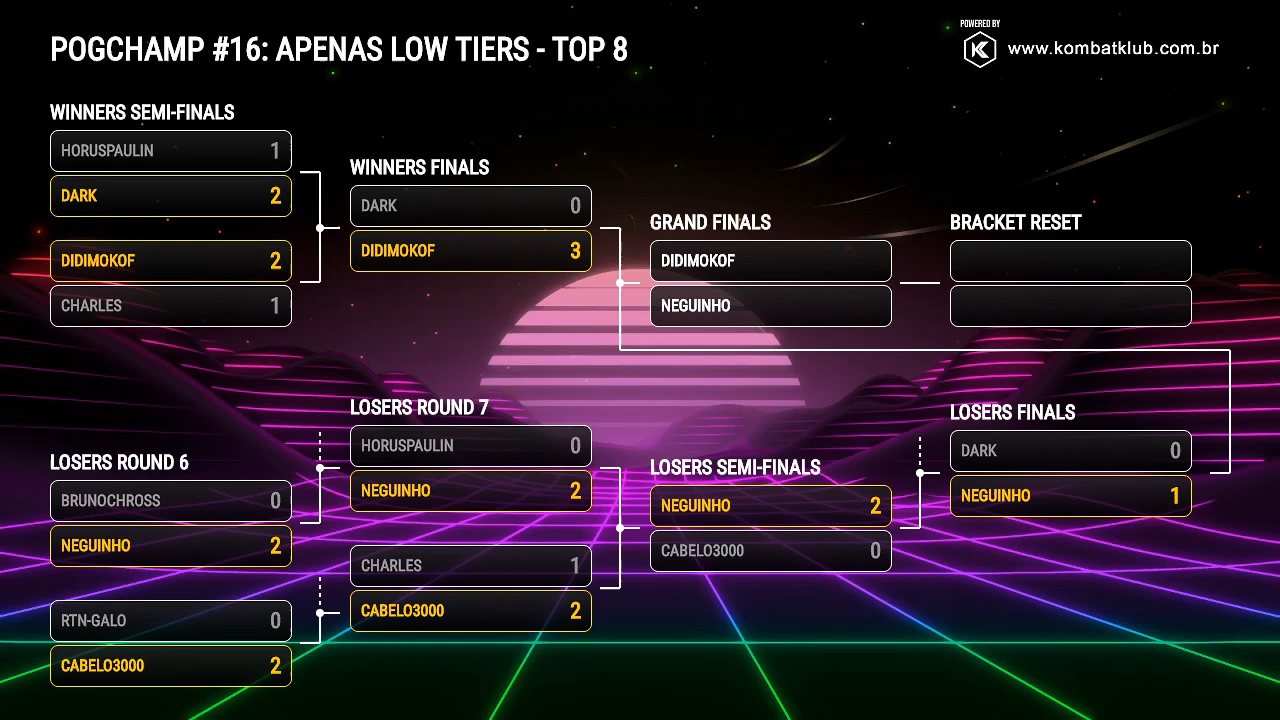 POGCHAMP #16: APENAS LOW TIERS - TOP 8
POWERED BY
K www.kombatklub.com.br
WINNERS SEMI-FINALS
HORUSPAULIN 1
DARK 2
DIDIMOKOF 2
CHARLES 1
WINNERS FINALS
DARK 0
DIDIMOKOF 3
GRAND FINALS
DIDIMOKOF
NEGUINHO
BRACKET RESET
LOSERS ROUND 6
BRUNOCHROSS 0
NEGUINHO 2
RTN-GALO 0
CABELO3000 2
LOSERS ROUND 7
HORUSPAULIN 0
NEGUINHO 2
CHARLES 1
CABELO3000 2
LOSERS SEMI-FINALS
NEGUINHO 2
CABELO3000 0
LOSERS FINALS
DARK 0
NEGUINHO 1